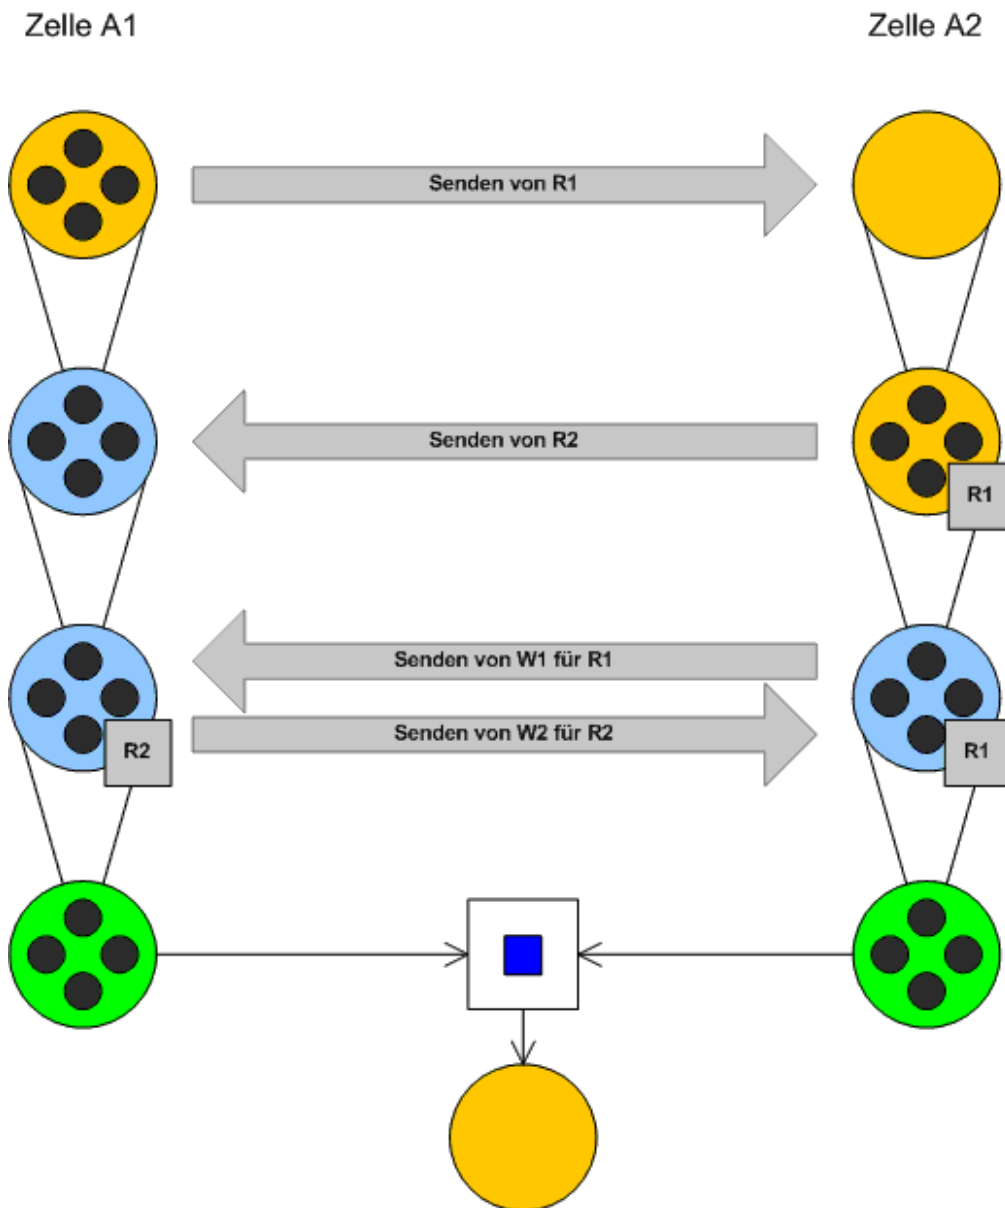 Zelle A1
Zelle A2
Senden von R1
Senden von R2
R1
Senden von W1 für R1
Senden von W2 für R2
R2
R1